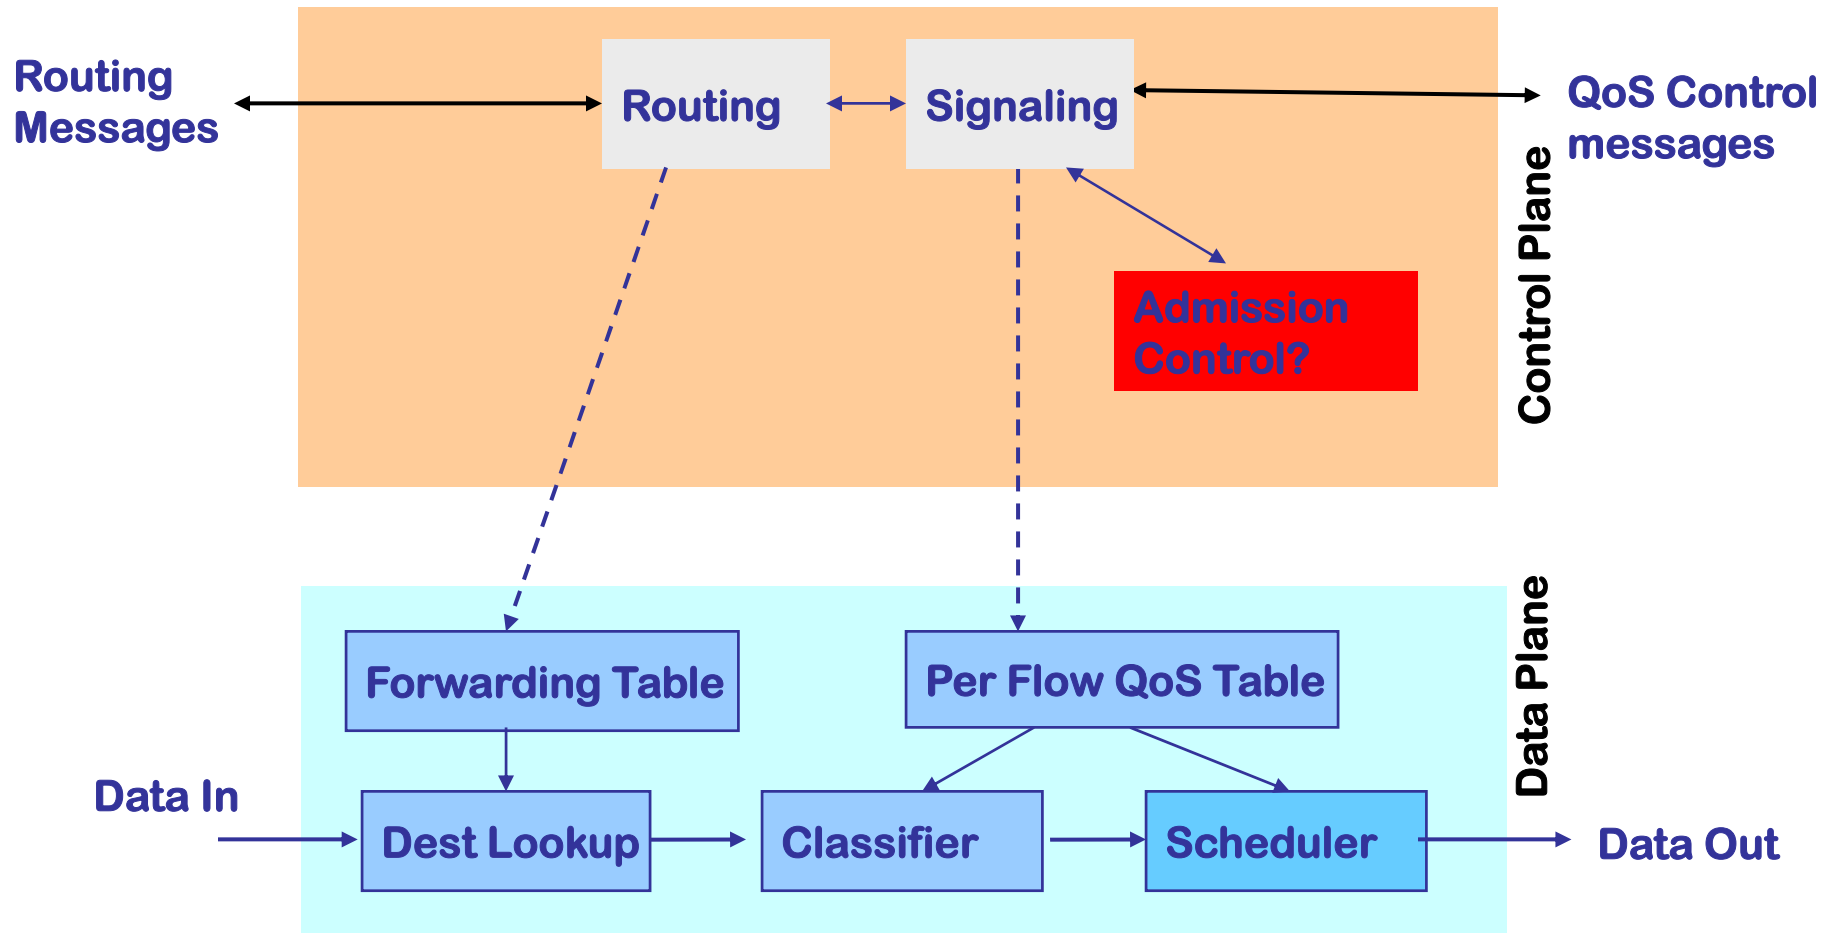 Routing
Messages
Routing
Signaling
QoS Control
messages
Admission
Control?
Control Plane
Data Plane
Forwarding Table
Per Flow QoS Table
Data In
Dest Lookup
Classifier
Scheduler
Data Out